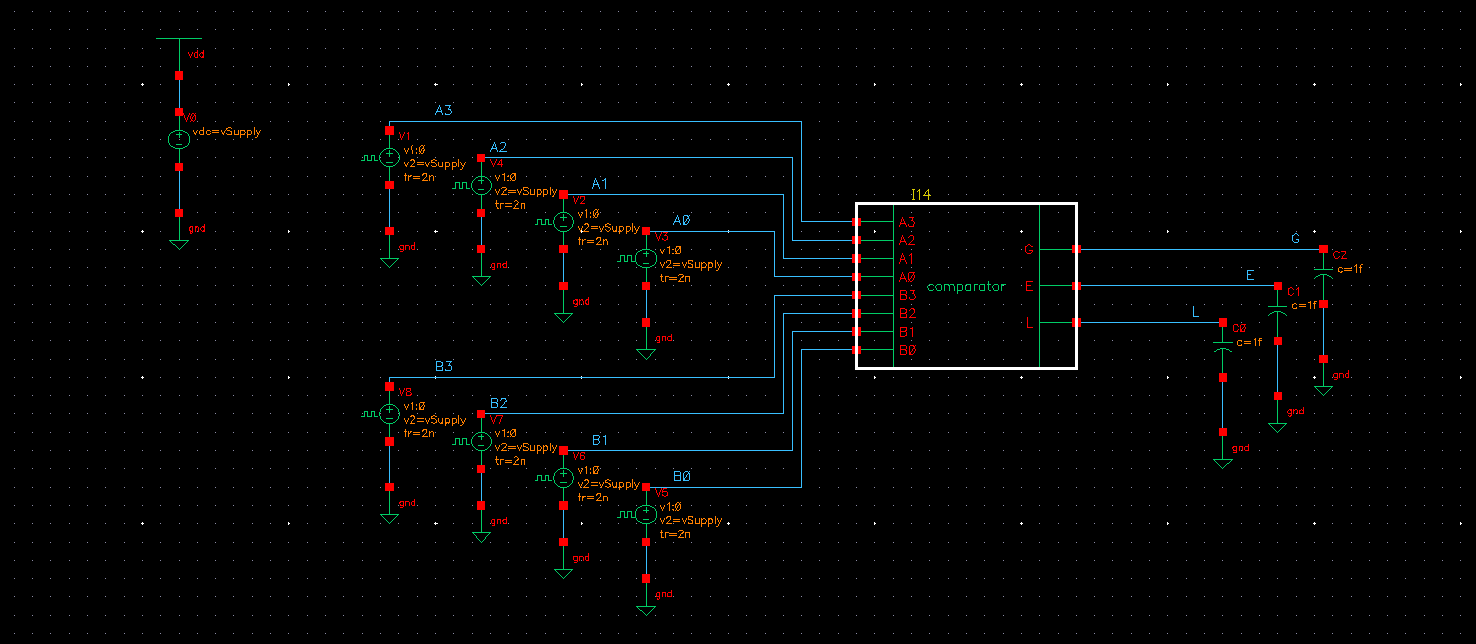 vdd
V0
vdc=vSupply
gnd
A3
V1
v1:0
v2=vSupply
tr=2n
gnd
A2
V4
v1:0
v2=vSupply
tr=2n
gnd
A1
V2
v1:0
v2=vSupply
tr=2n
gnd
A0
V3
v1:0
v2=vSupply
tr=2n
gnd
B3
V8
v1:0
v2=vSupply
tr=2n
gnd
B2
V7
v1:0
v2=vSupply
tr=2n
gnd
B1
V6
v1:0
v2=vSupply
tr=2n
gnd
B0
V5
v1:0
v2=vSupply
tr=2n
gnd
I14
A3
A2
A1
A0
B3
B2
B1
B0
comparator
G
E
L
G
C2
c=1f
gnd
E
C1
c=1f
gnd
L
C0
c=1f
gnd